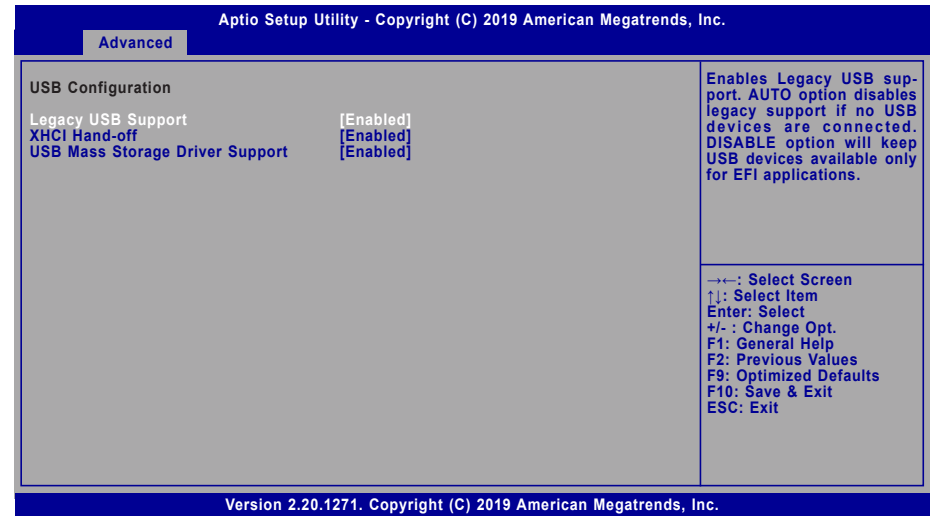 Aptio Setup Utility - Copyright (C) 2019 American Megatrends, Inc.
Advanced
USB Configuration
Legacy USB Support [Enabled]
XHCI Hand-off [Enabled]
USB Mass Storage Driver Support [Enabled]
Enables Legacy USB sup-
port. AUTO option disables
legacy support if no USB
devices are connected.
DISABLE option will keep
USB devices available only
for EFI applications.
→←: Select Screen
↑↓: Select Item
Enter: Select
+/- : Change Opt.
F1: General Help
F2: Previous Values
F9: Optimized Defaults
F10: Save & Exit
ESC: Exit
Version 2.20.1271. Copyright (C) 2019 American Megatrends, Inc.